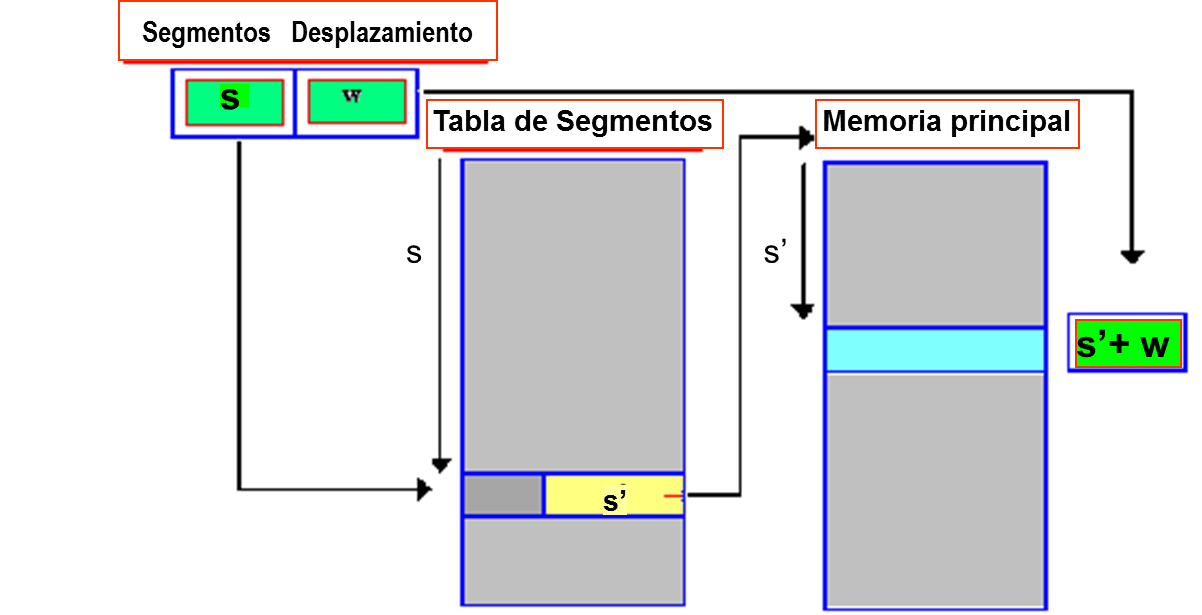 Segmentos Desplazamiento
s w
Tabla de Segmentos
Memoria principal
s
s’
s’+ w
s’